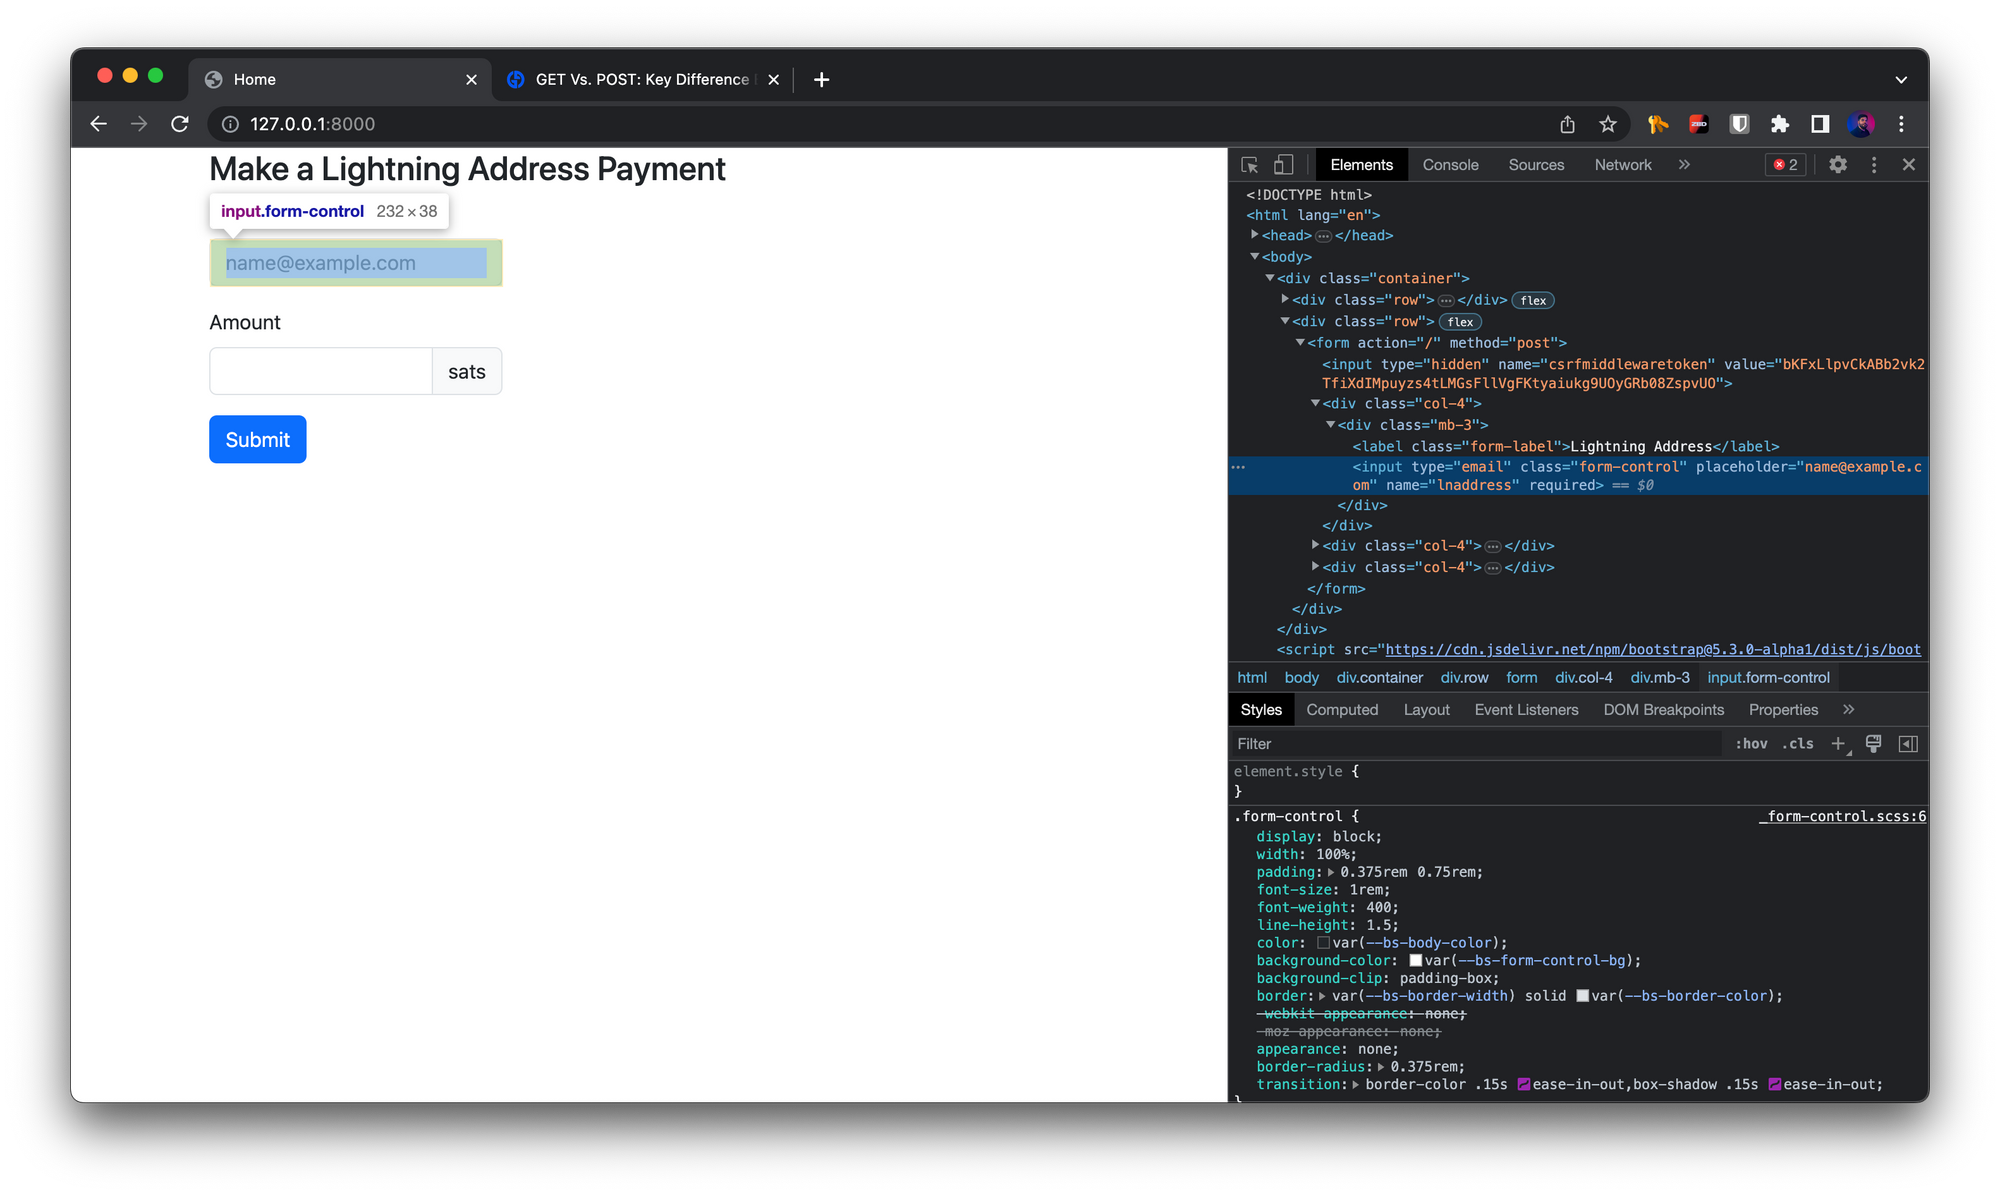 Home
GET Vs. POST: Key Difference
127.0.0.1:8000
Make a Lightning Address Payment
input.form-control 232 × 38
name@example.com
Amount
sats
Submit
Elements Console Sources Network » 2
<!DOCTYPE html>
<html lang="en">
<head> ⋯ </head>
<body>
<div class="container">
<div class="row"> ⋯ </div> flex
<div class="row"> flex
<form action="/" method="post">
<input type="hidden" name="csrfmiddlewaretoken" value="bKFxLlpvCkABb2vk2
TfiXdIMpuyzs4tLMGsFllVgFKtyaiukg9UOyGRb08ZspvUO">
<div class="col-4">
<div class="mb-3">
<label class="form-label">Lightning Address</label>
<input type="email" class="form-control" placeholder="name@example.c
om" name="lnaddress" required> == $0
</div>
</div>
<div class="col-4"> ⋯ </div>
<div class="col-4"> ⋯ </div>
</form>
</div>
</div>
<script src="https://cdn.jsdelivr.net/npm/bootstrap@5.3.0-alpha1/dist/js/boot
html body div.container div.row form div.col-4 div.mb-3 input.form-control
Styles Computed Layout Event Listeners DOM Breakpoints Properties »
Filter :hov .cls +
element.style {
}
.form-control { _form-control.scss:6
display: block;
width: 100%;
padding: 0.375rem 0.75rem;
font-size: 1rem;
font-weight: 400;
line-height: 1.5;
color: var(--bs-body-color);
background-color: var(--bs-form-control-bg);
background-clip: padding-box;
border: var(--bs-border-width) solid var(--bs-border-color);
-webkit-appearance: none;
-moz-appearance: none;
appearance: none;
border-radius: 0.375rem;
transition: border-color .15s ease-in-out,box-shadow .15s ease-in-out;
}